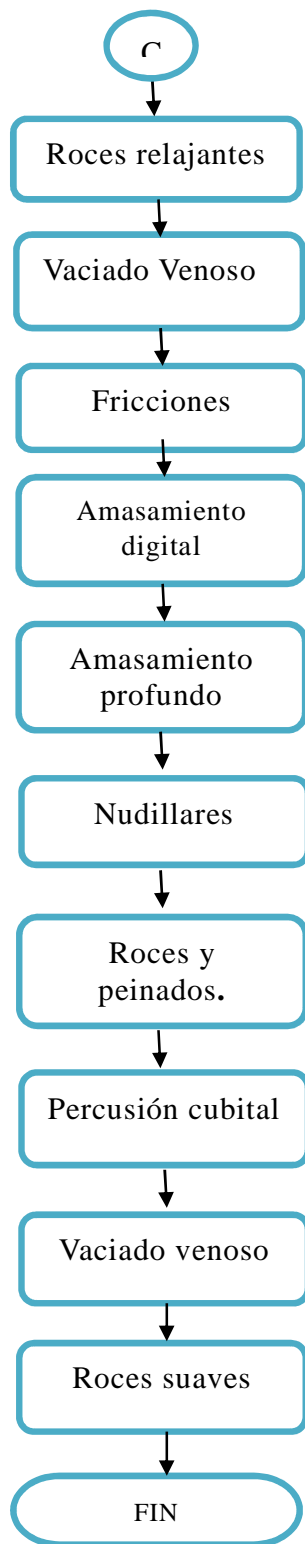 C
Roces relajantes
Vaciado Venoso
Fricciones
Amasamiento
digital
Amasamiento
profundo
Nudillares
Roces y
peinados.
Percusión cubital
Vaciado venoso
Roces suaves
FIN